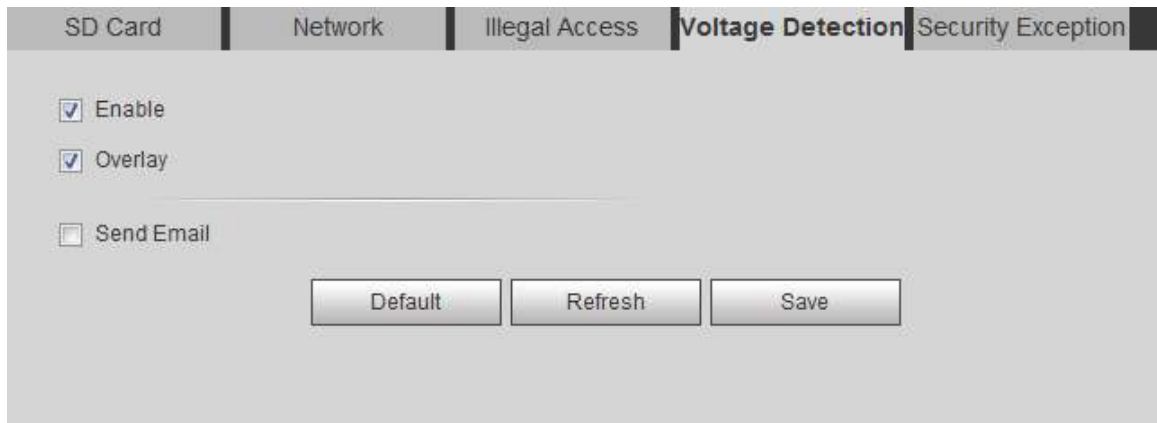 SD Card Network Illegal Access Voltage Detection Security Exception
Enable
Overlay
Send Email
Default Refresh Save